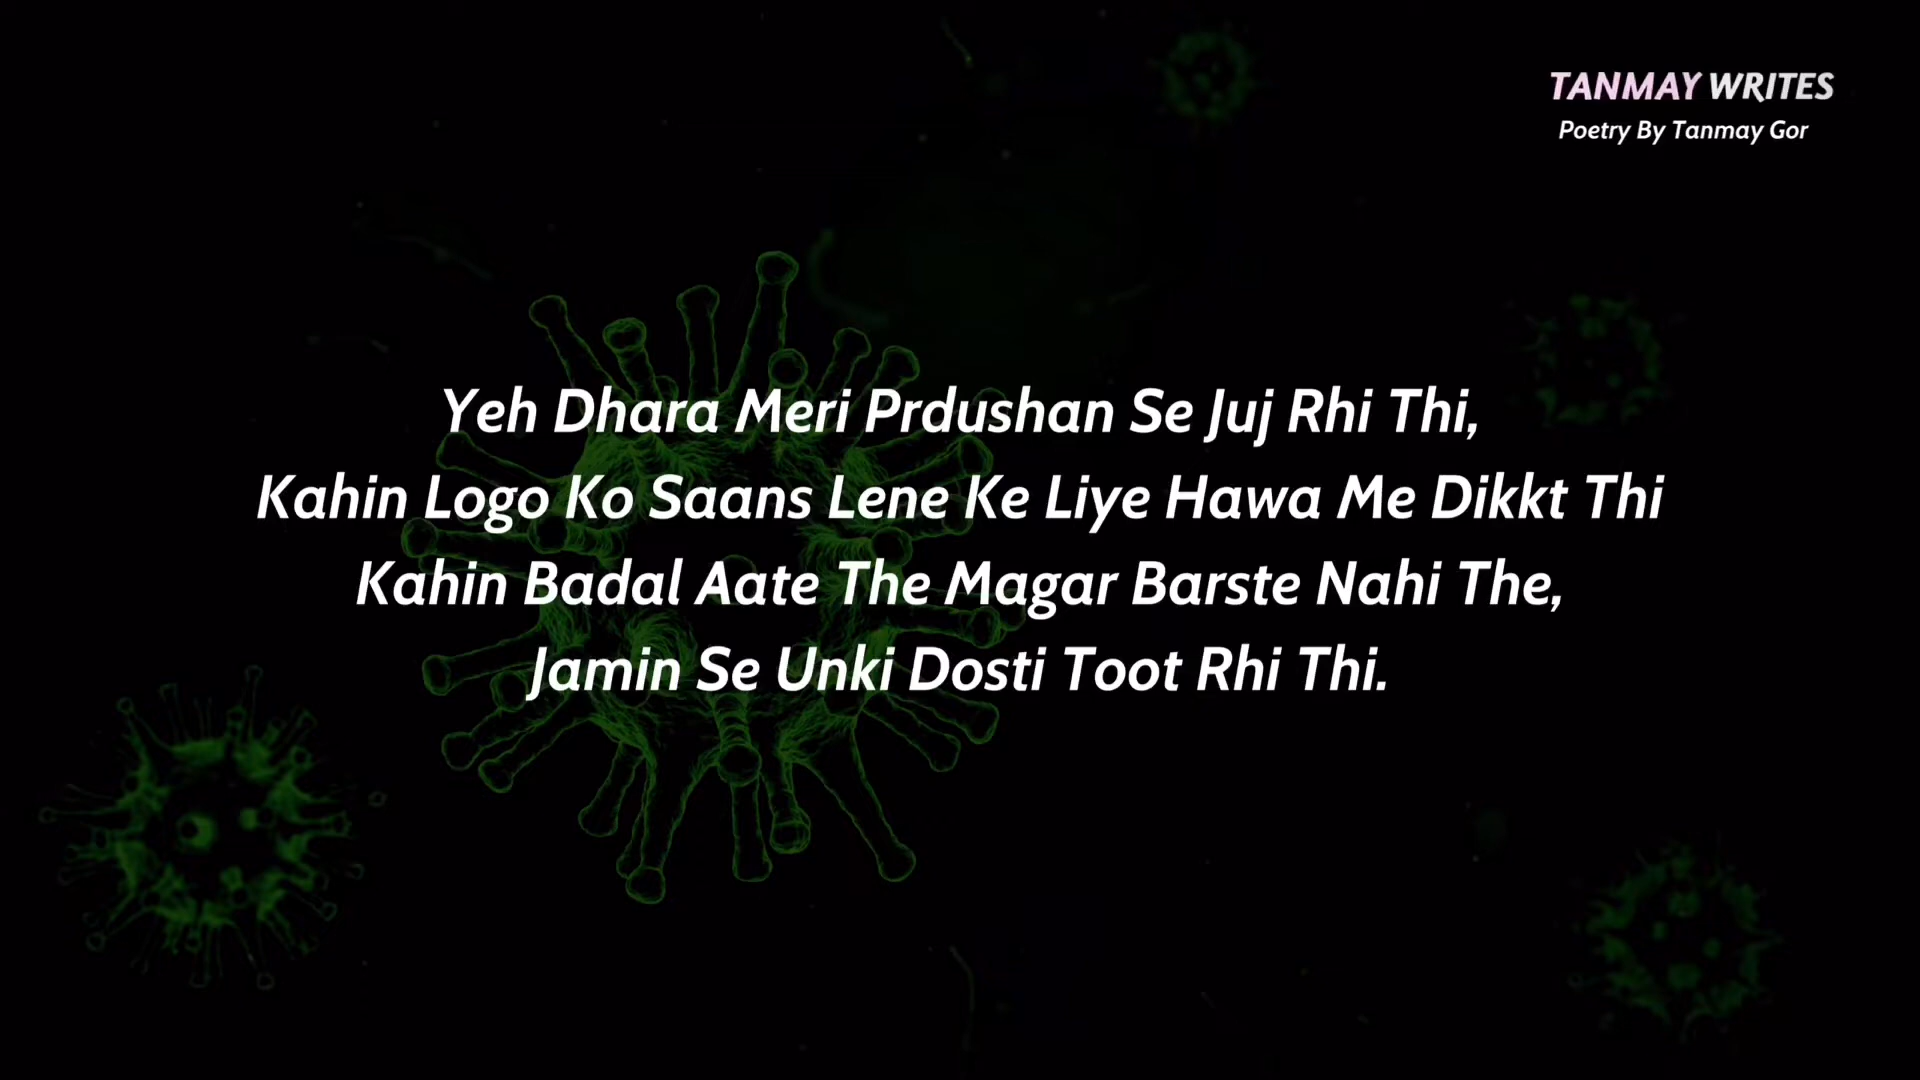 TANMAY WRITES
Poetry By Tanmay Gor
Yeh Dhara Meri Prdushan Se Juj Rhi Thi,
Kahin Logo Ko Saans Lene Ke Liye Hawa Me Dikkt Thi
Kahin Badal Aate The Magar Barste Nahi The,
Jamin Se Unki Dosti Toot Rhi Thi.